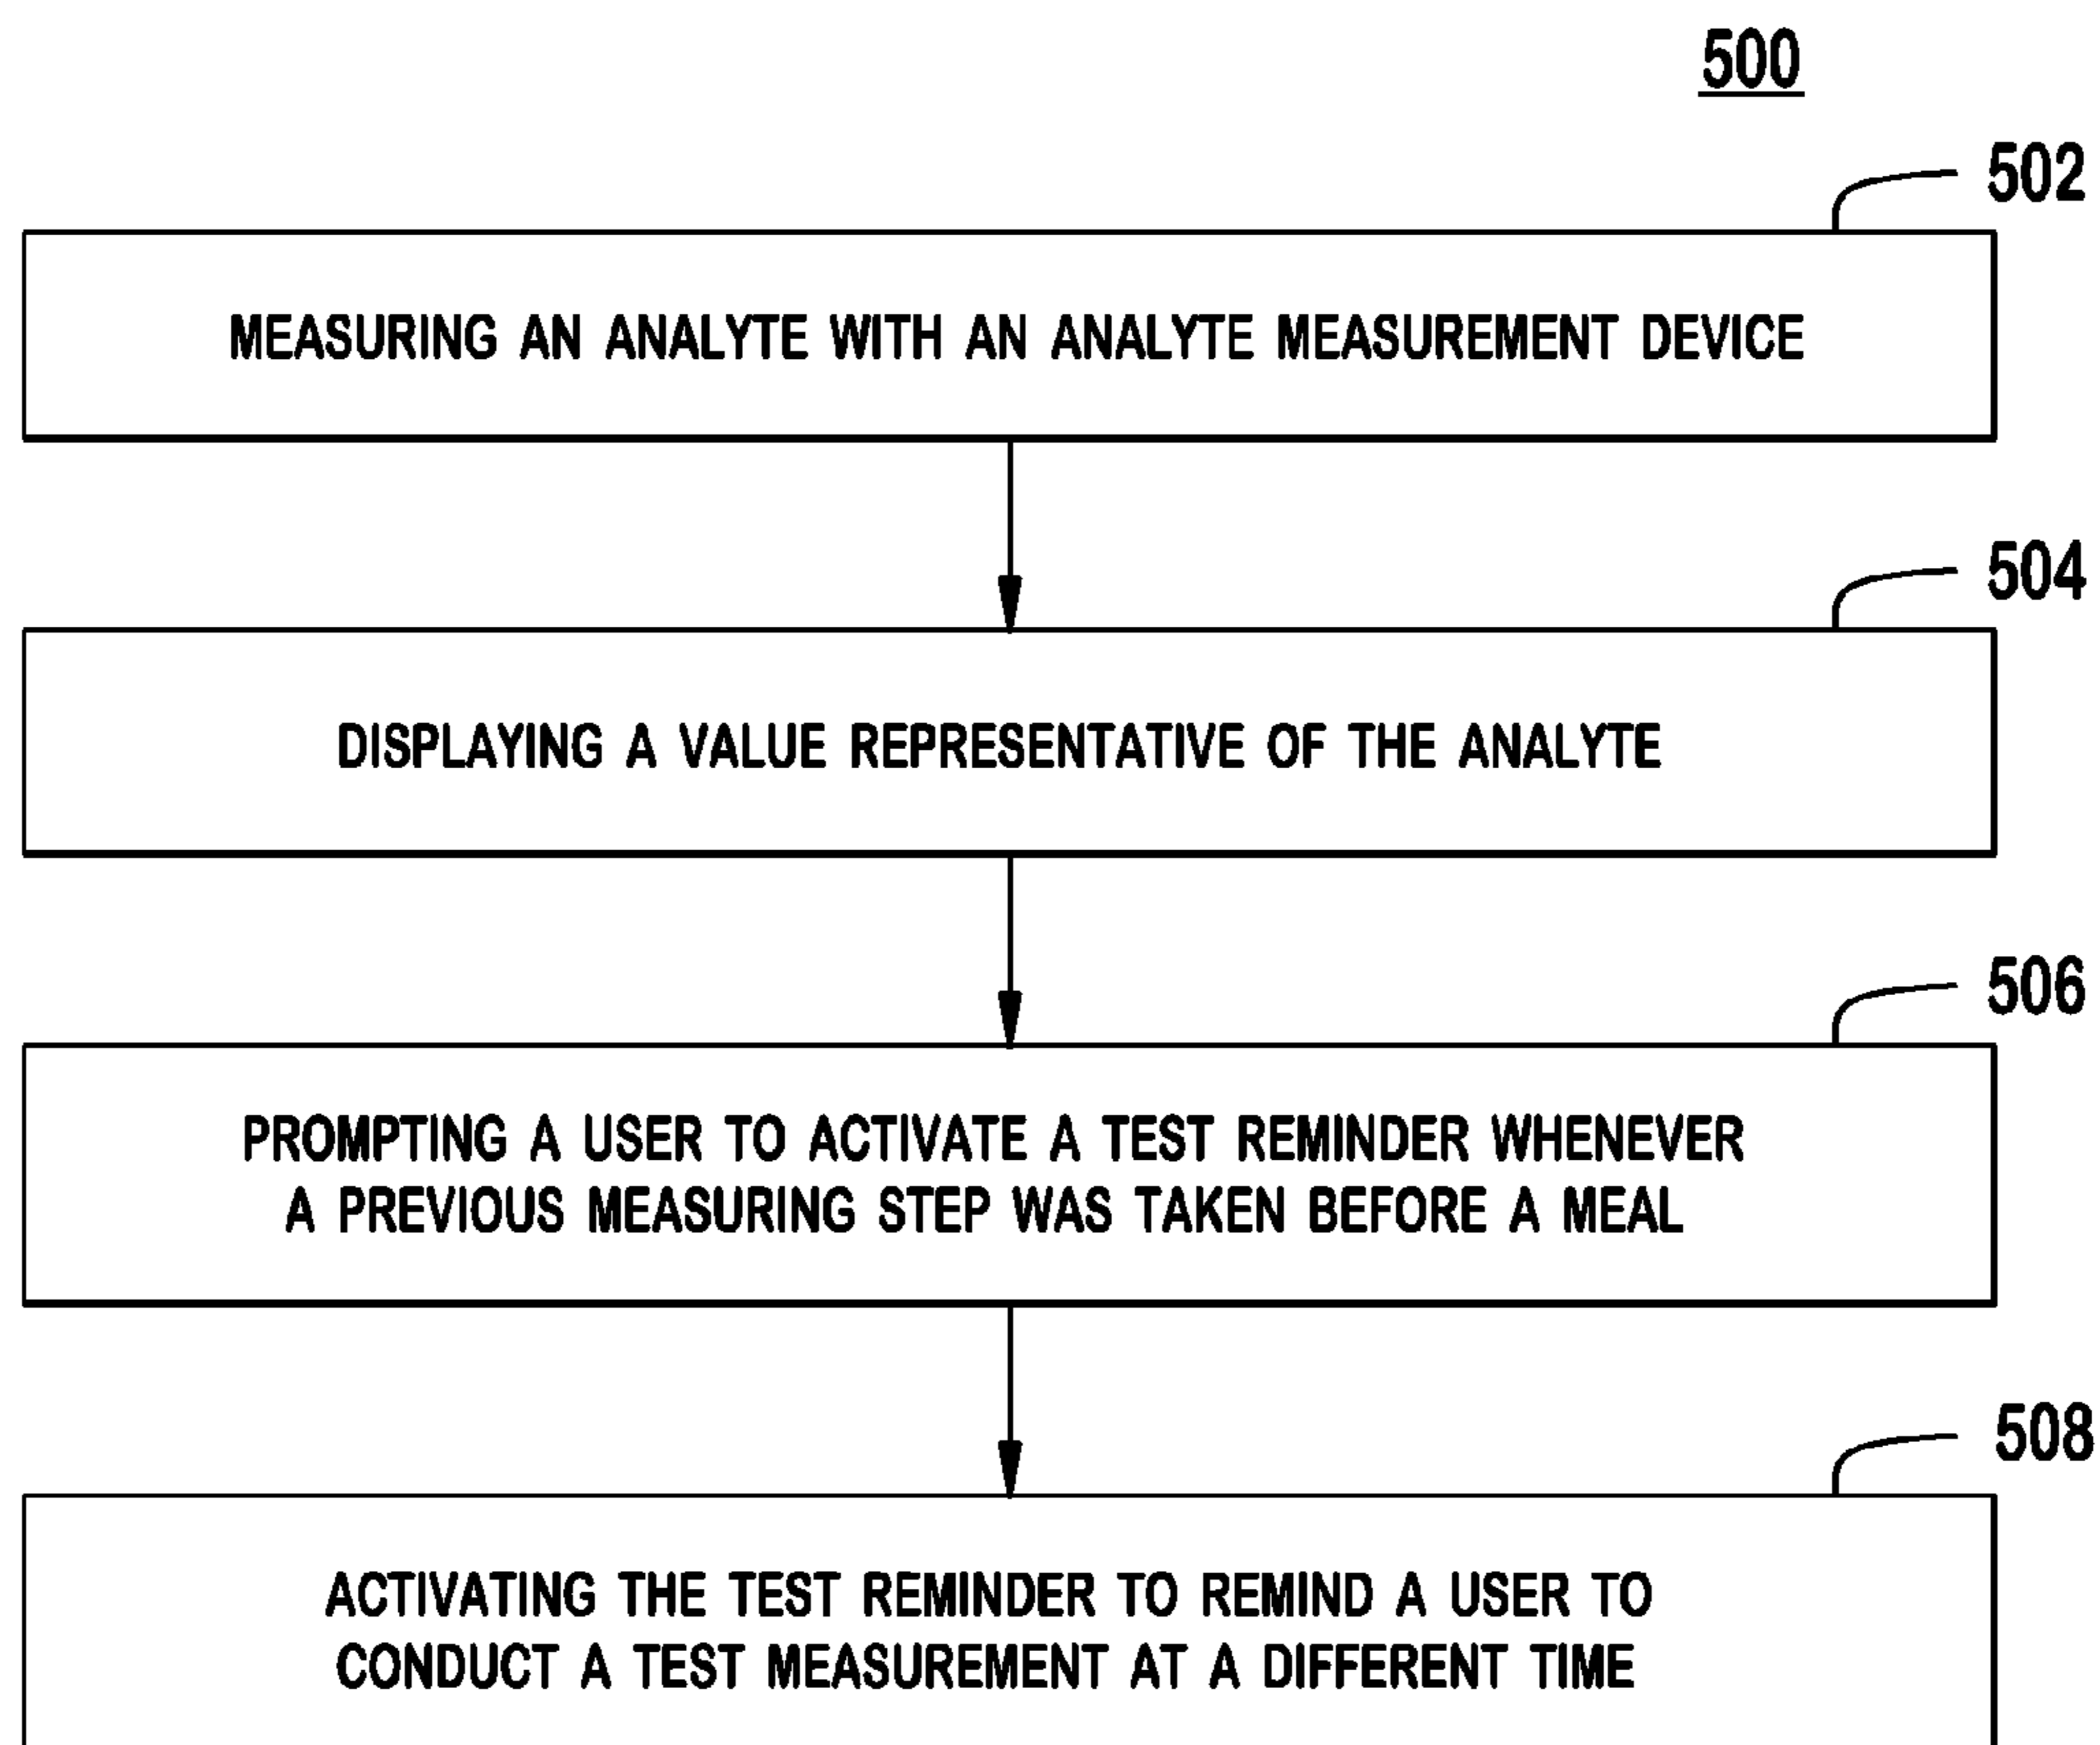 500
502
MEASURING AN ANALYTE WITH AN ANALYTE MEASUREMENT DEVICE
504
DISPLAYING A VALUE REPRESENTATIVE OF THE ANALYTE
506
PROMPTING A USER TO ACTIVATE A TEST REMINDER WHENEVER
A PREVIOUS MEASURING STEP WAS TAKEN BEFORE A MEAL
508
ACTIVATING THE TEST REMINDER TO REMIND A USER TO
CONDUCT A TEST MEASUREMENT AT A DIFFERENT TIME